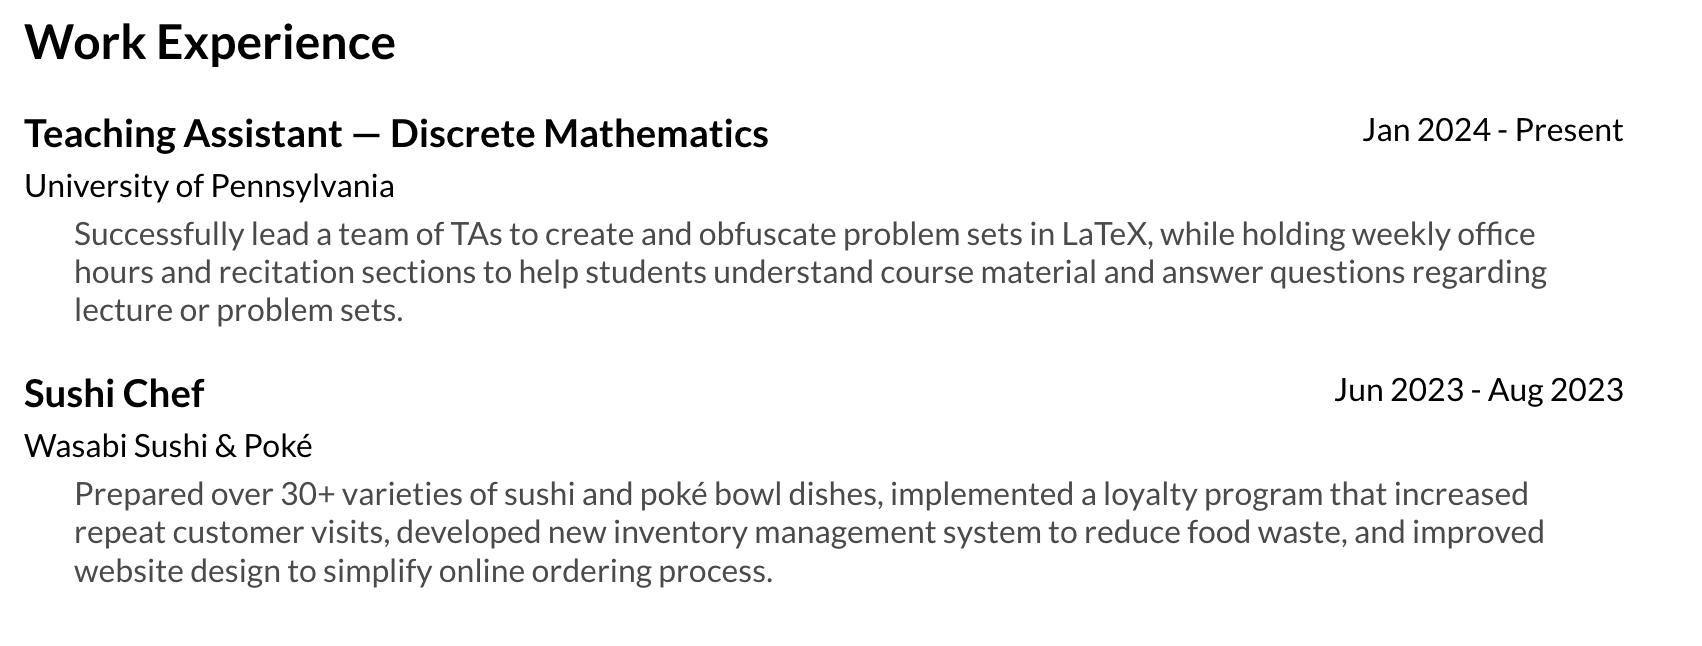 Work Experience
Teaching Assistant — Discrete Mathematics
Jan 2024 - Present
University of Pennsylvania
Successfully lead a team of TAs to create and obfuscate problem sets in LaTeX, while holding weekly office
hours and recitation sections to help students understand course material and answer questions regarding
lecture or problem sets.
Sushi Chef
Jun 2023 - Aug 2023
Wasabi Sushi & Poké
Prepared over 30+ varieties of sushi and poké bowl dishes, implemented a loyalty program that increased
repeat customer visits, developed new inventory management system to reduce food waste, and improved
website design to simplify online ordering process.